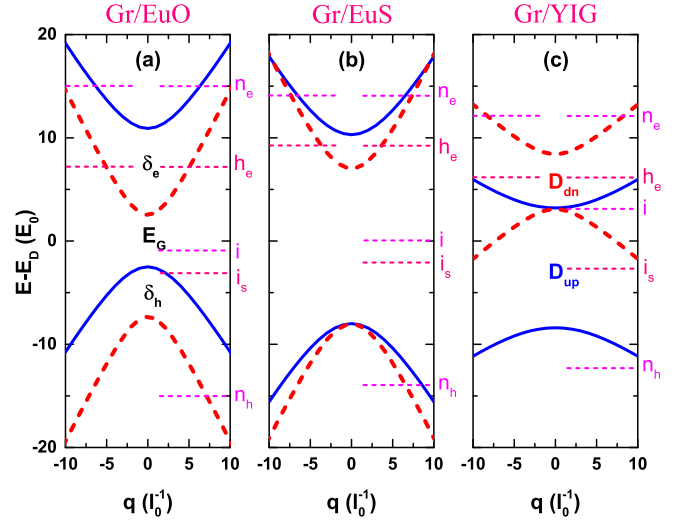 Gr/EuO Gr/EuS Gr/YIG
20
10
0
-10
-20
E-E_D (E_0)
(a)
n_e
δ_e
h_e
E_G
i
i_s
δ_h
n_h
-10 -5 0 5 10
q (l_0^-1)
(b)
n_e
h_e
i
i_s
n_h
-10 -5 0 5 10
q (l_0^-1)
(c)
n_e
D_dn
h_e
i
D_up
i_s
n_h
-10 -5 0 5 10
q (l_0^-1)